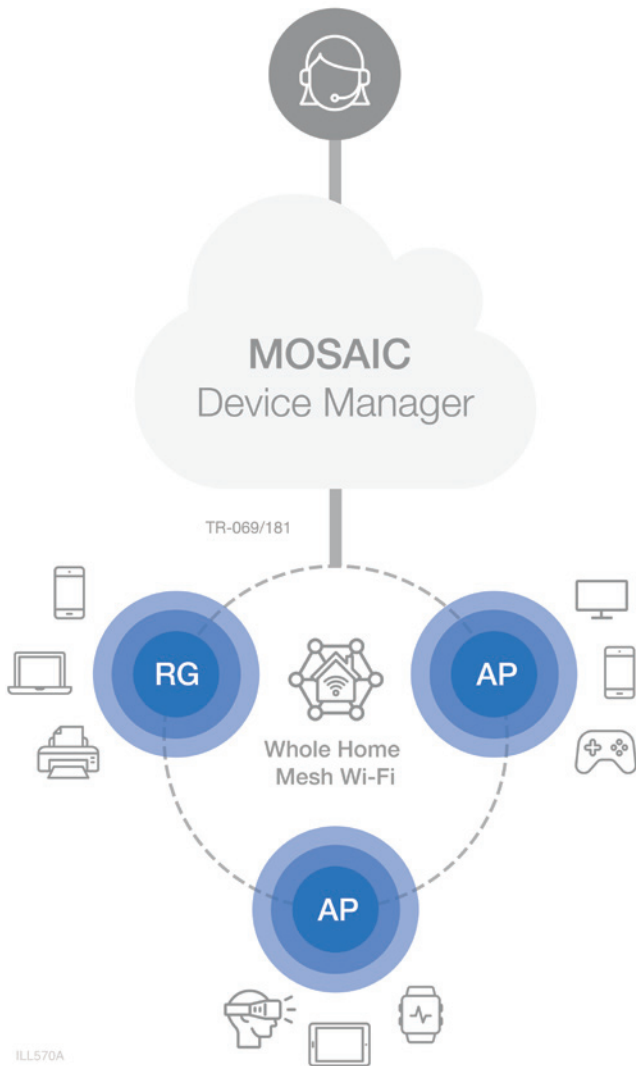 MOSAIC
Device Manager
TR-069/181
RG
AP
Whole Home
Mesh Wi-Fi
AP
ILL570A